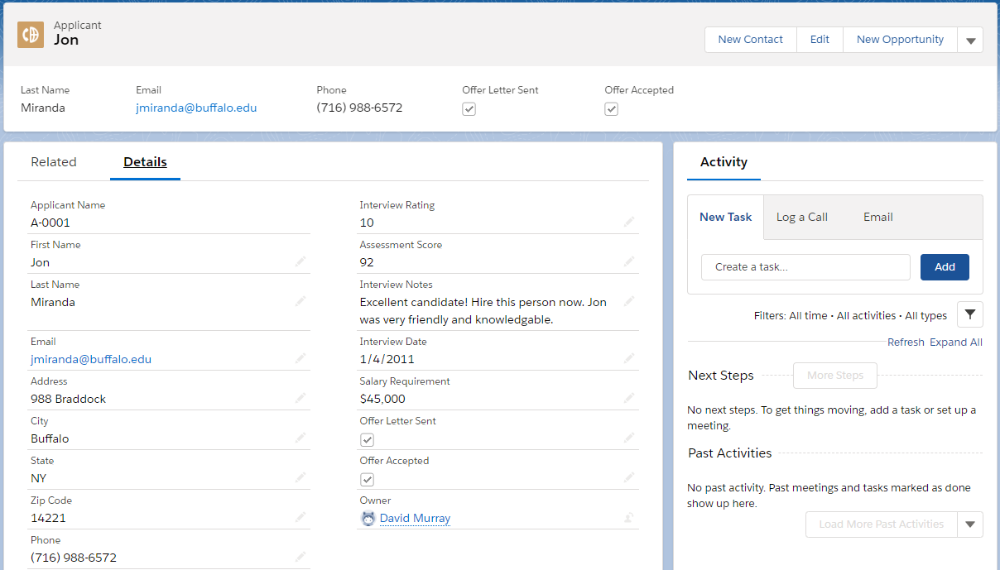 Applicant
Jon
New Contact
Edit
New Opportunity
Last Name
Email
Phone
Offer Letter Sent
Offer Accepted
Miranda
jmiranda@buffalo.edu
(716) 988-6572
Related
Details
Applicant Name
A-0001
First Name
Jon
Last Name
Miranda
Email
jmiranda@buffalo.edu
Address
988 Braddock
City
Buffalo
State
NY
Zip Code
14221
Phone
(716) 988-6572
Interview Rating
10
Assessment Score
92
Interview Notes
Excellent candidate! Hire this person now. Jon
was very friendly and knowledgable.
Interview Date
1/4/2011
Salary Requirement
$45,000
Offer Letter Sent
Offer Accepted
Owner
David Murray
Activity
New Task
Log a Call
Email
Create a task...
Add
Filters: All time • All activities • All types
Refresh Expand All
Next Steps
More Steps
No next steps. To get things moving, add a task or set up a
meeting.
Past Activities
No past activity. Past meetings and tasks marked as done
show up here.
Load More Past Activities